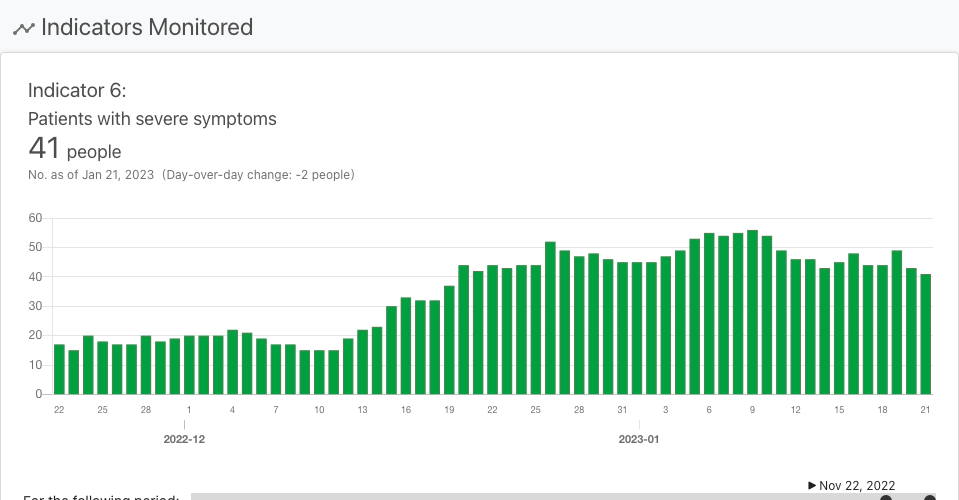 Indicators Monitored
Indicator 6:
Patients with severe symptoms
41 people
No. as of Jan 21, 2023 (Day-over-day change: -2 people)
60
50
40
30
20
10
0
22 25 28 1 4 7 10 13 16 19 22 25 28 31 3 6 9 12 15 18 21
2022-12 2023-01
▶ Nov 22, 2022
For the following period: